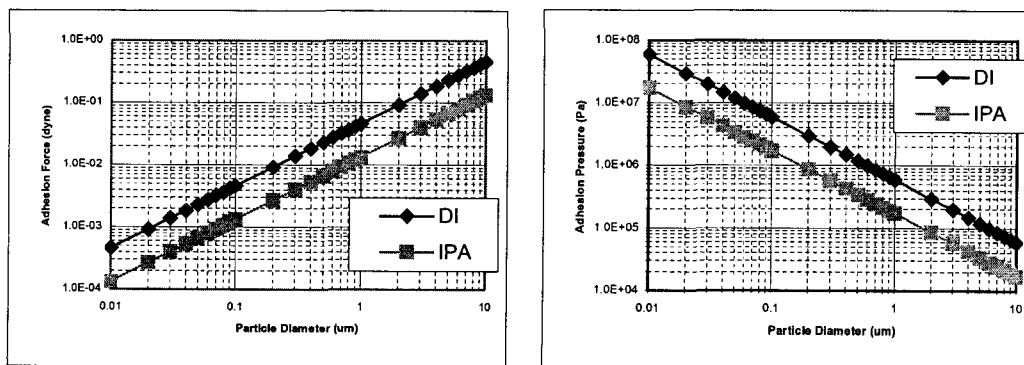 1.0E+00
1.0E-01
1.0E-02
1.0E-03
1.0E-04
Adhesion Force (dyne)
0.01
0.1
1
10
Particle Diameter (um)
DI
IPA
1.0E+08
1.0E+07
1.0E+06
1.0E+05
1.0E+04
Adhesion Pressure (Pa)
0.01
0.1
1
10
Particle Diameter (um)
DI
IPA